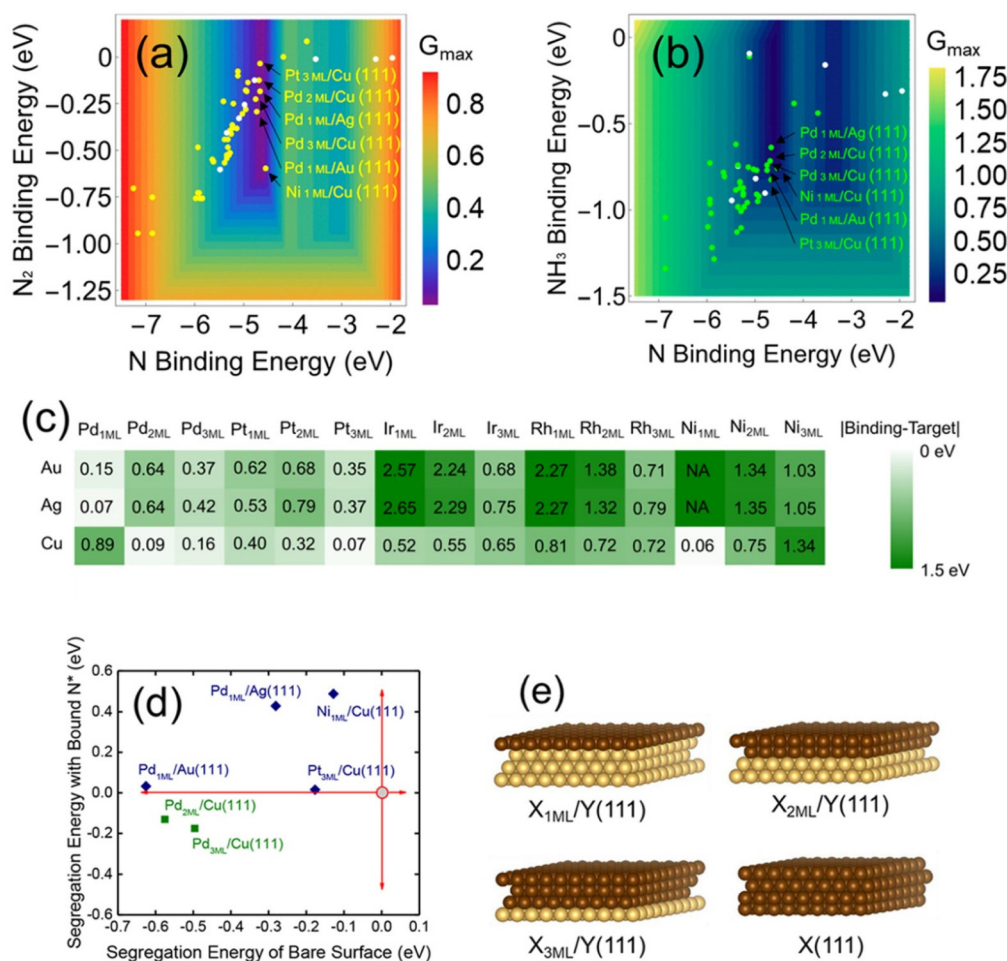 (a)
N₂ Binding Energy (eV)
0
−0.25
−0.50
−0.75
−1.00
−1.25
−7 −6 −5 −4 −3 −2
N Binding Energy (eV)
Pt 3 ML/Cu (111)
Pd 2 ML/Cu (111)
Pd 1 ML/Ag (111)
Pd 3 ML/Cu (111)
Pd 1 ML/Au (111)
Ni 1 ML/Cu (111)
Gmax
0.8
0.6
0.4
0.2
(b)
NH₃ Binding Energy (eV)
0
−0.5
−1.0
−1.5
−7 −6 −5 −4 −3 −2
N Binding Energy (eV)
Pd 1 ML/Ag (111)
Pd 2 ML/Cu (111)
Pd 3 ML/Cu (111)
Ni 1 ML/Cu (111)
Pd 1 ML/Au (111)
Pt 3 ML/Cu (111)
Gmax
1.75
1.50
1.25
1.00
0.75
0.50
0.25
(c)
Pd1ML Pd2ML Pd3ML Pt1ML Pt2ML Pt3ML Ir1ML Ir2ML Ir3ML Rh1ML Rh2ML Rh3ML Ni1ML Ni2ML Ni3ML
Au 0.15 0.64 0.37 0.62 0.68 0.35 2.57 2.24 0.68 2.27 1.38 0.71 NA 1.34 1.03
Ag 0.07 0.64 0.42 0.53 0.79 0.37 2.65 2.29 0.75 2.27 1.32 0.79 NA 1.35 1.05
Cu 0.89 0.09 0.16 0.40 0.32 0.07 0.52 0.55 0.65 0.81 0.72 0.72 0.06 0.75 1.34
|Binding-Target|
0 eV
1.5 eV
(d)
Segregation Energy with Bound N* (eV)
0.6
0.4
0.2
0.0
-0.2
-0.4
-0.6
-0.7 -0.6 -0.5 -0.4 -0.3 -0.2 -0.1 0.0 0.1
Segregation Energy of Bare Surface (eV)
Pd1ML/Ag(111)
Ni1ML/Cu(111)
Pd1ML/Au(111)
Pt3ML/Cu(111)
Pd2ML/Cu(111)
Pd3ML/Cu(111)
(e)
X1ML/Y(111)
X2ML/Y(111)
X3ML/Y(111)
X(111)